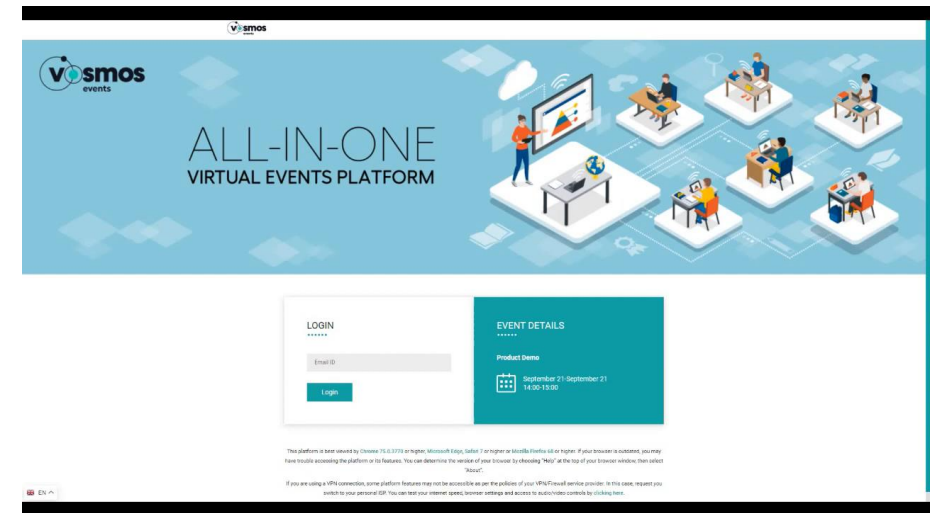 vosmos
events
vosmos
events
ALL-IN-ONE
VIRTUAL EVENTS PLATFORM
LOGIN
Email ID
Login
EVENT DETAILS
Product Demo
September 21-September 21
14:00-15:00
This platform is best viewed by Chrome 75.0.3770 or higher, Microsoft Edge, Safari 7 or higher or Mozilla Firefox 68 or higher. If your browser is outdated, you may
have trouble accessing the platform or its features. You can determine the version of your browser by choosing "Help" at the top of your browser window, then select
"About".
If you are using a VPN connection, some platform features may not be accessible as per the policies of your VPN/Firewall service provider. In this case, request you
switch to your personal ISP. You can test your internet speed, browser settings and access to audio/video controls by clicking here.
EN